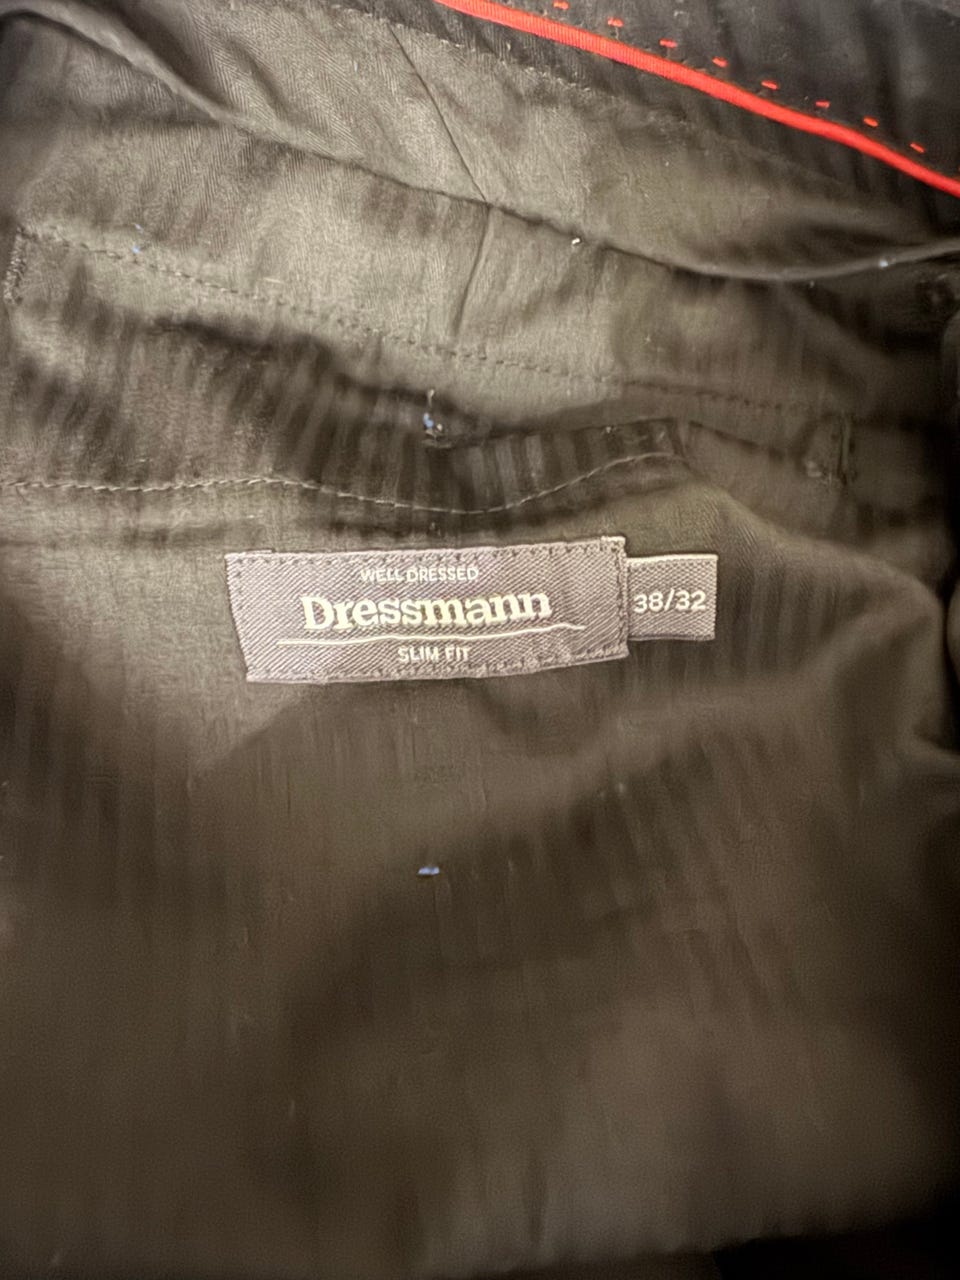 WELL DRESSED
Dressmann
SLIM FIT
38/32